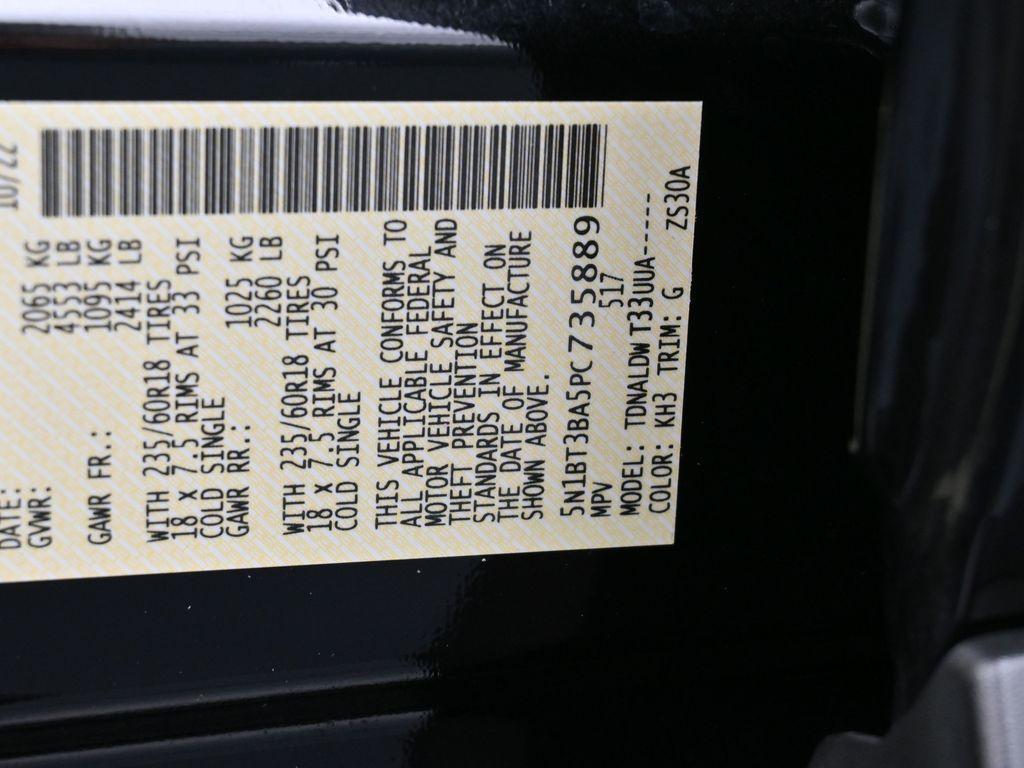 DATE: 10/22
GVWR: 2065 KG
4553 LB
GAWR FR.: 1095 KG
2414 LB
WITH 235/60R18 TIRES
18 x 7.5 RIMS AT 33 PSI
COLD SINGLE
GAWR RR.: 1025 KG
2260 LB
WITH 235/60R18 TIRES
18 x 7.5 RIMS AT 30 PSI
COLD SINGLE
THIS VEHICLE CONFORMS TO
ALL APPLICABLE FEDERAL
MOTOR VEHICLE SAFETY AND
THEFT PREVENTION
STANDARDS IN EFFECT ON
THE DATE OF MANUFACTURE
SHOWN ABOVE.
5N1BT3BA5PC735889
MPV 517
MODEL: TDNALDW T33UUA-----
COLOR: KH3 TRIM: G ZS30A